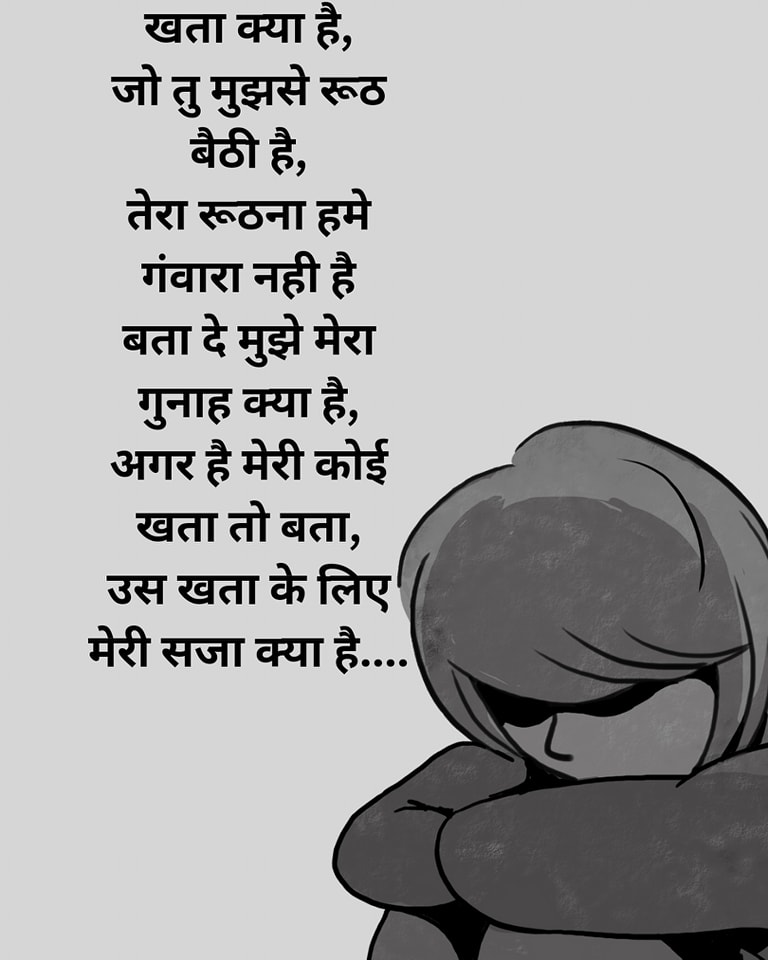 खता क्या है,
जो तु मुझसे रूठ
बैठी है,
तेरा रूठना हमे
गंवारा नही है
बता दे मुझे मेरा
गुनाह क्या है,
अगर है मेरी कोई
खता तो बता,
उस खता के लिए
मेरी सजा क्या है....